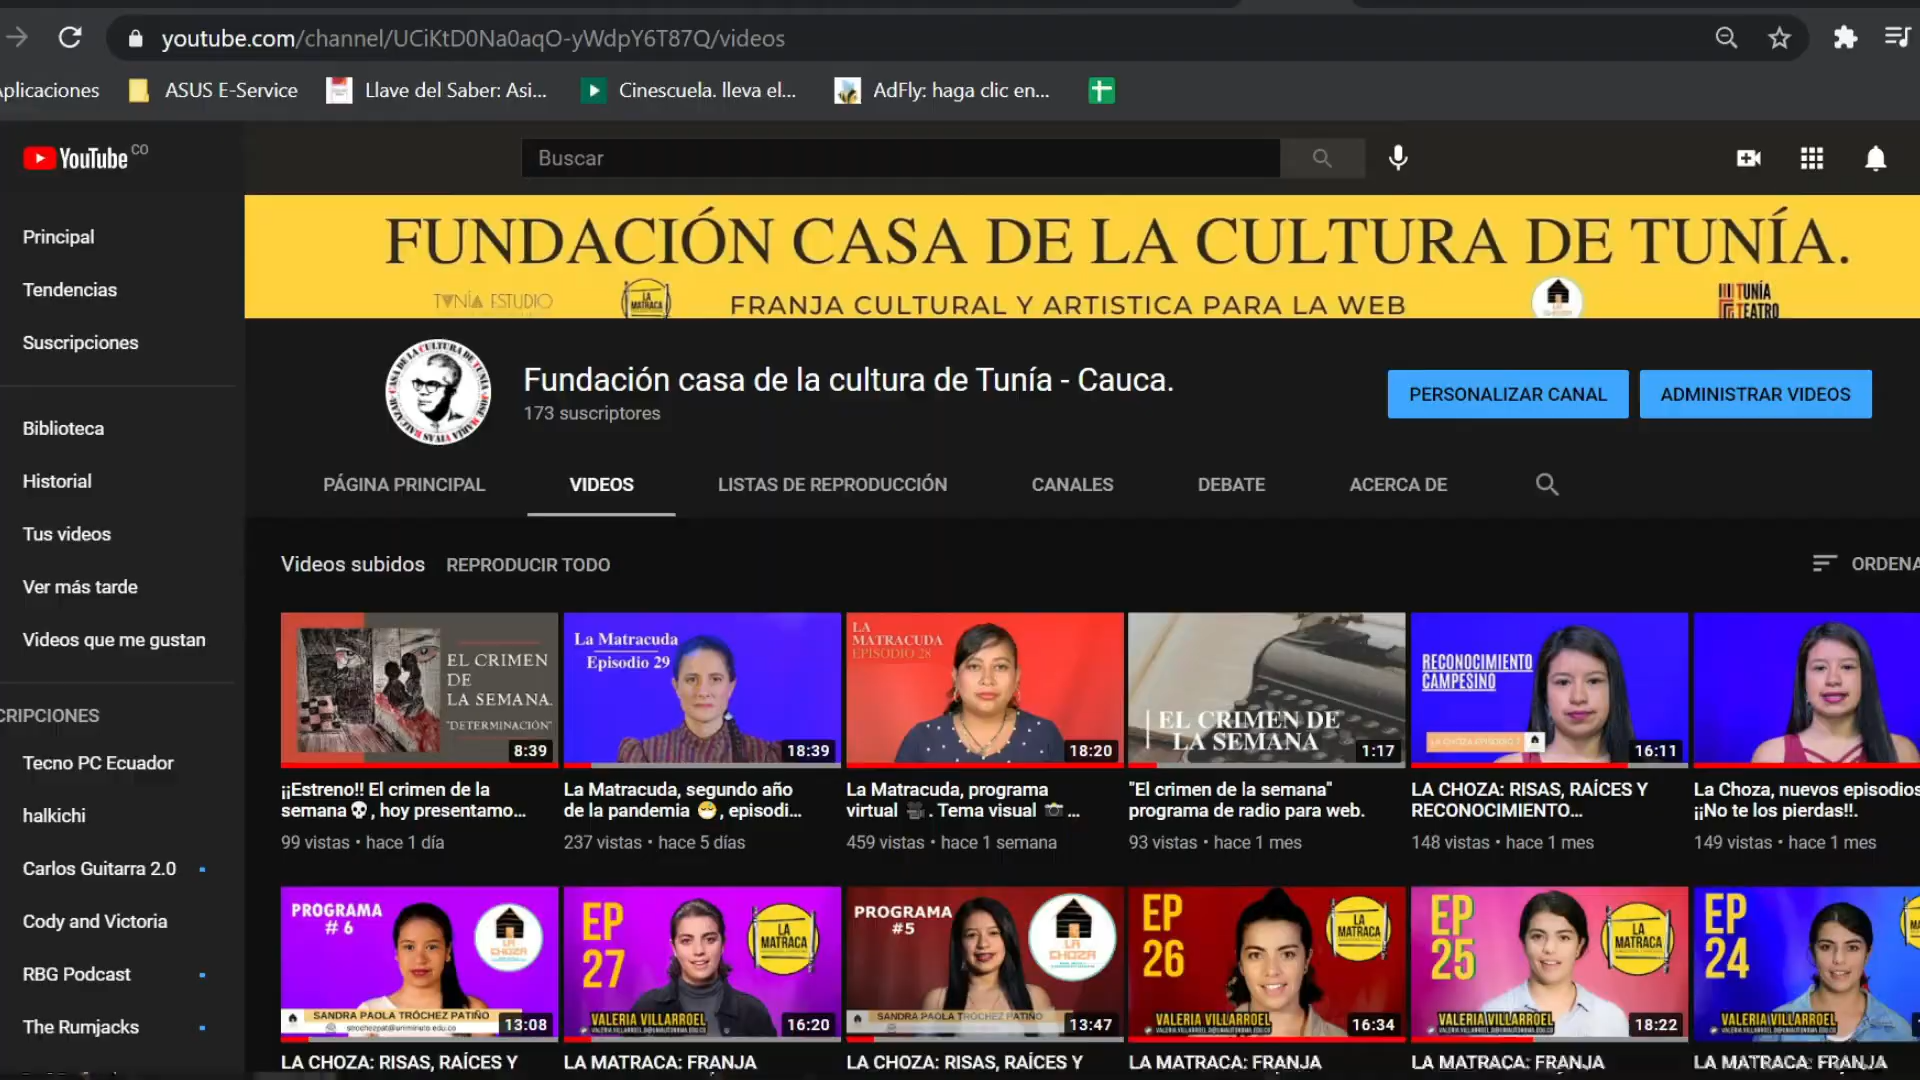 youtube.com/channel/UCiKtD0Na0aqO-yWdpY6T87Q/videos
plicaciones
ASUS E-Service
Llave del Saber: Asi...
Cinescuela. lleva el...
AdFly: haga clic en...
YouTube CO
Buscar
Principal
Tendencias
Suscripciones
Biblioteca
Historial
Tus videos
Ver más tarde
Videos que me gustan
CRIPCIONES
Tecno PC Ecuador
halkichi
Carlos Guitarra 2.0
Cody and Victoria
RBG Podcast
The Rumjacks
FUNDACIÓN CASA DE LA CULTURA DE TUNÍA.
TUNÍA ESTUDIO
LA MATRACA
FRANJA CULTURAL Y ARTISTICA PARA LA WEB
TUNÍA
TEATRO
Fundación casa de la cultura de Tunía - Cauca.
173 suscriptores
PERSONALIZAR CANAL
ADMINISTRAR VIDEOS
PÁGINA PRINCIPAL
VIDEOS
LISTAS DE REPRODUCCIÓN
CANALES
DEBATE
ACERCA DE
Videos subidos
REPRODUCIR TODO
ORDENA
EL CRIMEN
DE
LA SEMANA.
"DETERMINACIÓN"
8:39
¡¡Estreno!! El crimen de la
semana💀, hoy presentamo...
99 vistas • hace 1 día
La Matracuda
Episodio 29
18:39
La Matracuda, segundo año
de la pandemia 😷, episodi...
237 vistas • hace 5 días
LA
MATRACUDA
EPISODIO 28
18:20
La Matracuda, programa
virtual 🎥. Tema visual 📸 ...
459 vistas • hace 1 semana
EL CRIMEN DE
LA SEMANA
1:17
"El crimen de la semana"
programa de radio para web.
93 vistas • hace 1 mes
RECONOCIMIENTO
CAMPESINO
16:11
LA CHOZA: RISAS, RAÍCES Y
RECONOCIMIENTO...
148 vistas • hace 1 mes
La Choza, nuevos episodios
¡¡No te los pierdas!!.
149 vistas • hace 1 mes
PROGRAMA
# 6
LA
CHOZA
SANDRA PAOLA TRÓCHEZ PATIÑO
13:08
LA CHOZA: RISAS, RAÍCES Y
EP
27
LA
MATRACA
VALERIA VILLARROEL
16:20
LA MATRACA: FRANJA
PROGRAMA
#5
LA
CHOZA
SANDRA PAOLA TRÓCHEZ PATIÑO
13:47
LA CHOZA: RISAS, RAÍCES Y
EP
26
LA
MATRACA
VALERIA VILLARROEL
16:34
LA MATRACA: FRANJA
EP
25
LA
MATRACA
VALERIA VILLARROEL
18:22
LA MATRACA: FRANJA
EP
24
VALERIA VILLARROEL
LA MATRACA: FRANJA